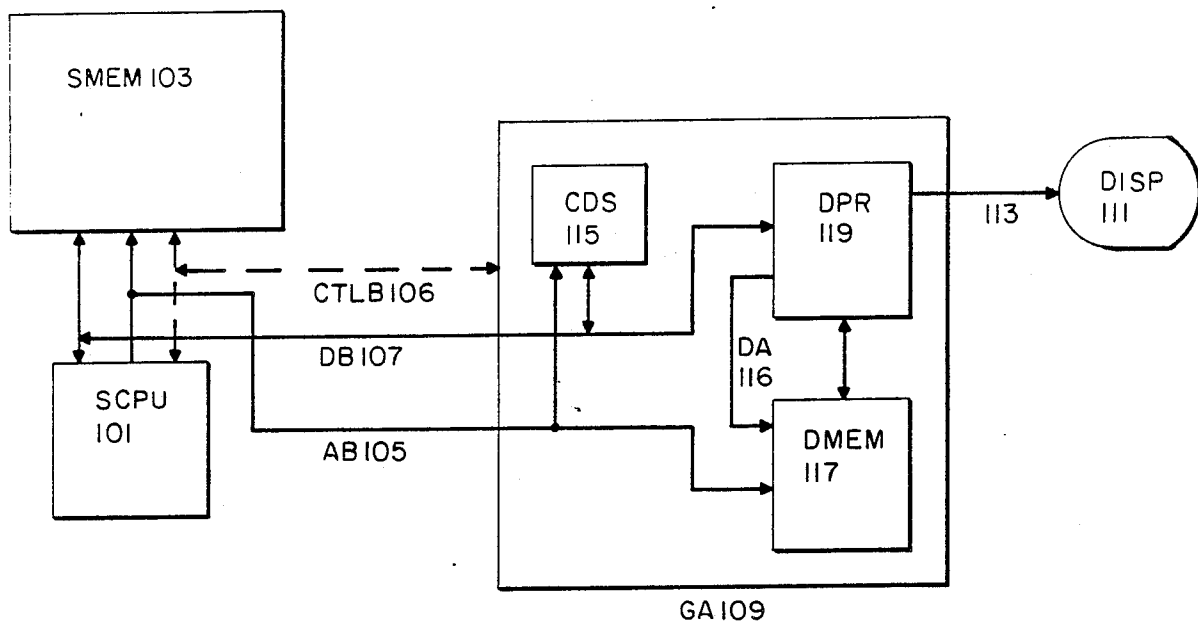 SMEM 103
CDS
115
DPR
119
DISP
111
113
CTLB 106
DB 107
DA
116
SCPU
101
AB 105
DMEM
117
GA 109